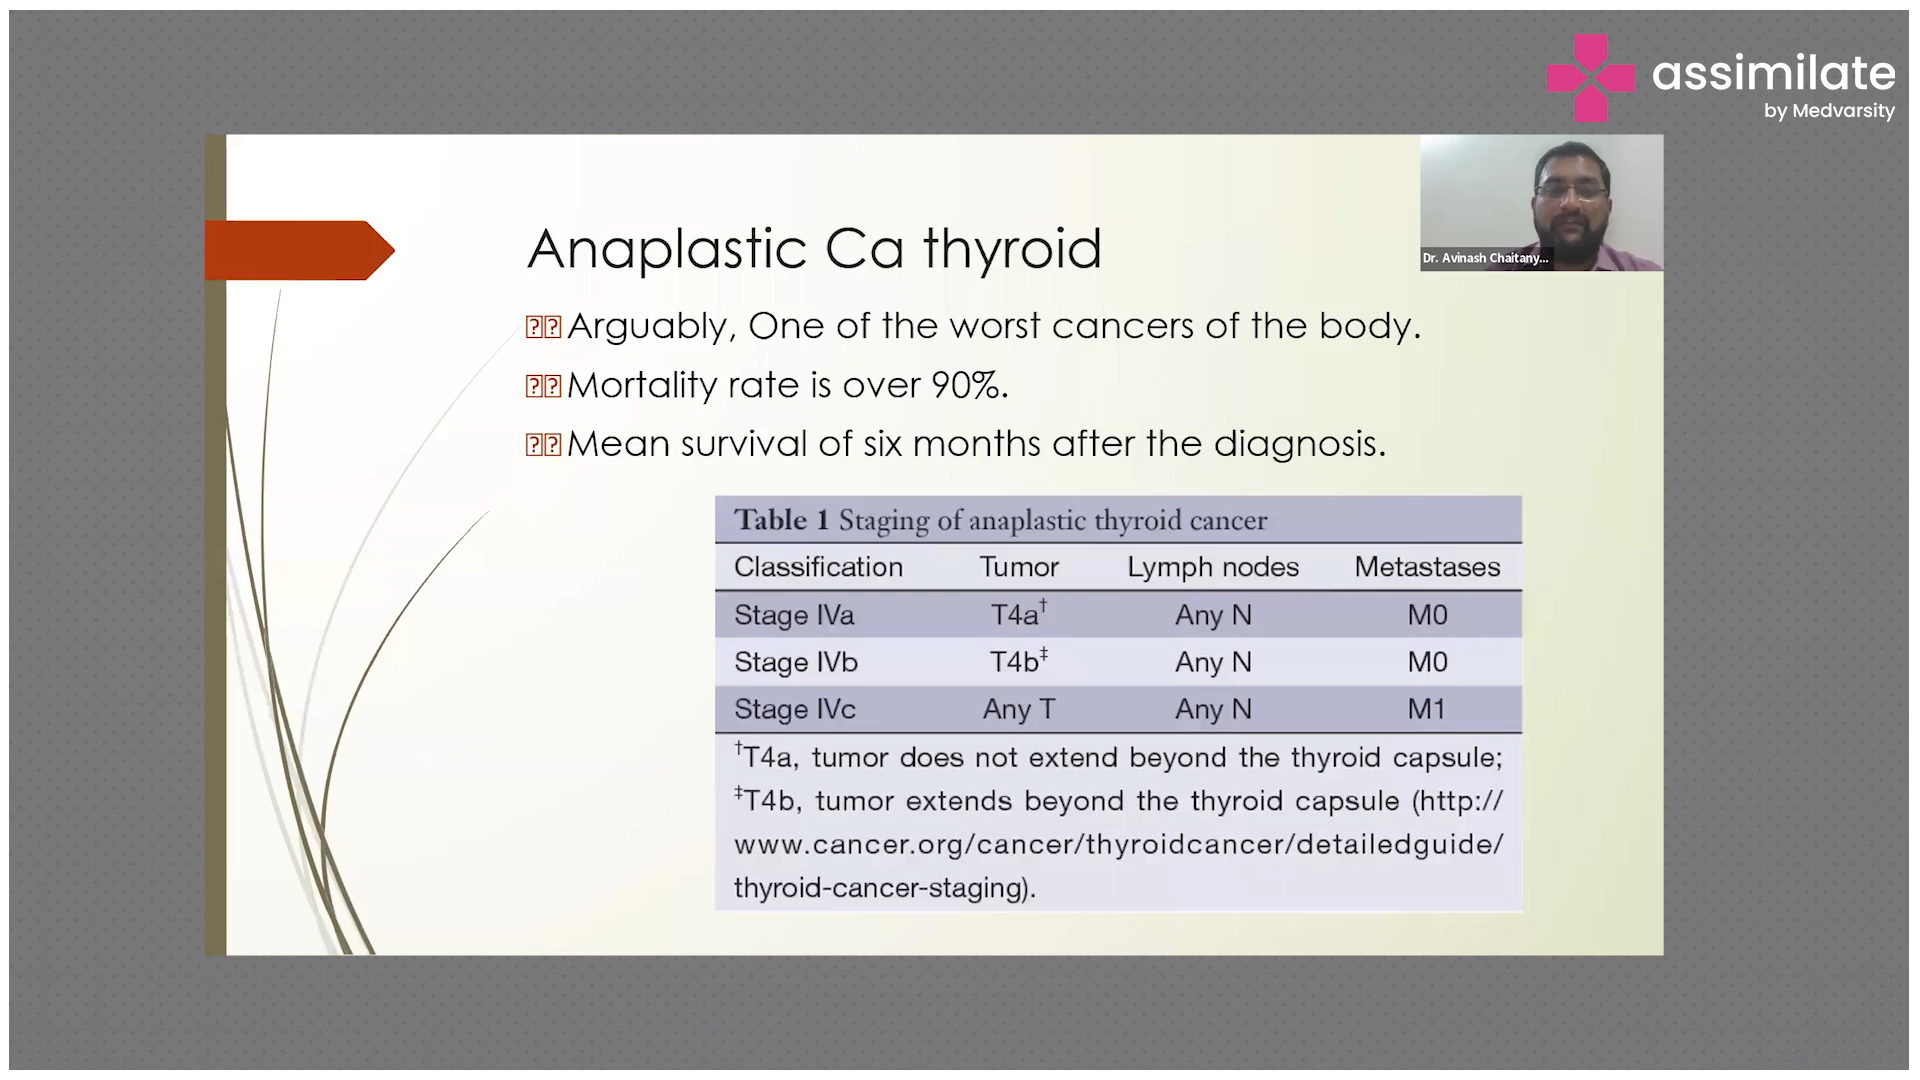 assimilate
by Medvarsity
Dr. Avinash Chaitany...
Anaplastic Ca thyroid
Arguably, One of the worst cancers of the body.
Mortality rate is over 90%.
Mean survival of six months after the diagnosis.
Table 1 Staging of anaplastic thyroid cancer
Classification Tumor Lymph nodes Metastases
Stage IVa T4a† Any N M0
Stage IVb T4b‡ Any N M0
Stage IVc Any T Any N M1
†T4a, tumor does not extend beyond the thyroid capsule;
‡T4b, tumor extends beyond the thyroid capsule (http://
www.cancer.org/cancer/thyroidcancer/detailedguide/
thyroid-cancer-staging).